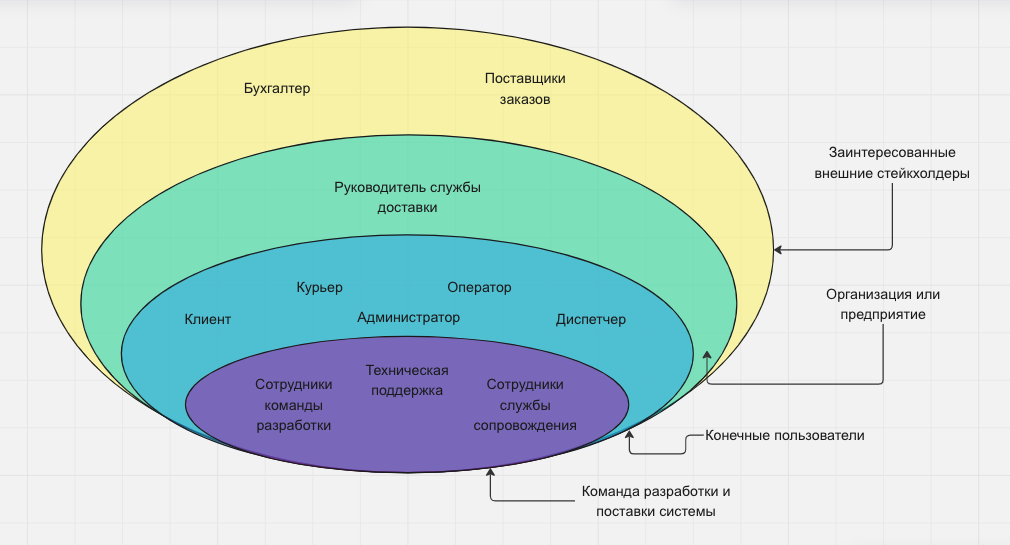 Бухгалтер
Поставщики
заказов
Заинтересованные
внешние стейкхолдеры
Руководитель службы
доставки
Курьер
Оператор
Организация или
предприятие
Клиент
Администратор
Диспетчер
Техническая
поддержка
Сотрудники
команды
разработки
Сотрудники
службы
сопровождения
Конечные пользователи
Команда разработки и
поставки системы